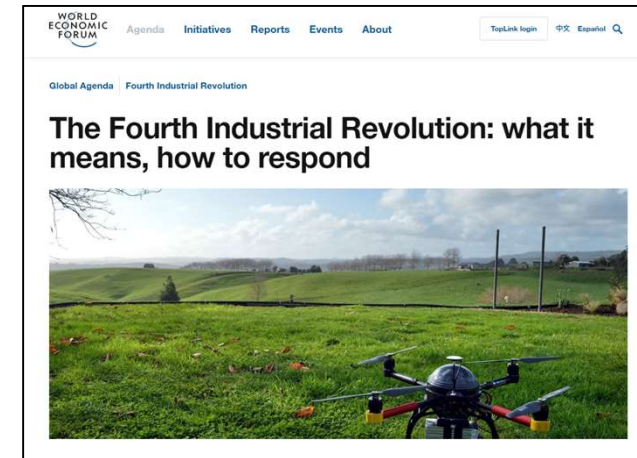 WORLD
ECONOMIC
FORUM
Agenda Initiatives Reports Events About TopLink login 中文 Español
Global Agenda Fourth Industrial Revolution
The Fourth Industrial Revolution: what it
means, how to respond